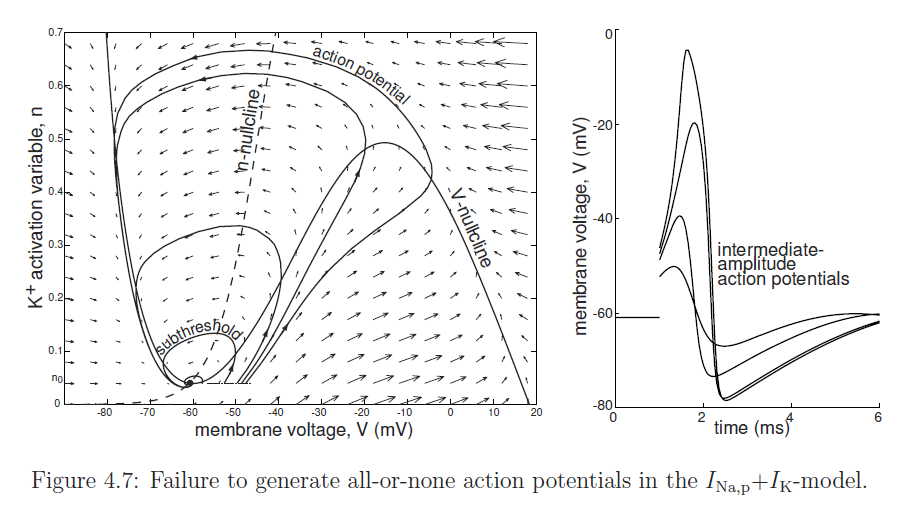 0.7
0.6
0.5
0.4
0.3
0.2
0.1
n0
0
K+ activation variable, n
-80
-70
-60
-50
-40
-30
-20
-10
0
10
20
membrane voltage, V (mV)
action potential
n-nullcline
V-nullcline
subthreshold
0
-20
-40
-60
-80
membrane voltage, V (mV)
intermediate-
amplitude
action potentials
0
2
4
6
time (ms)
Figure 4.7: Failure to generate all-or-none action potentials in the INa,p+IK-model.